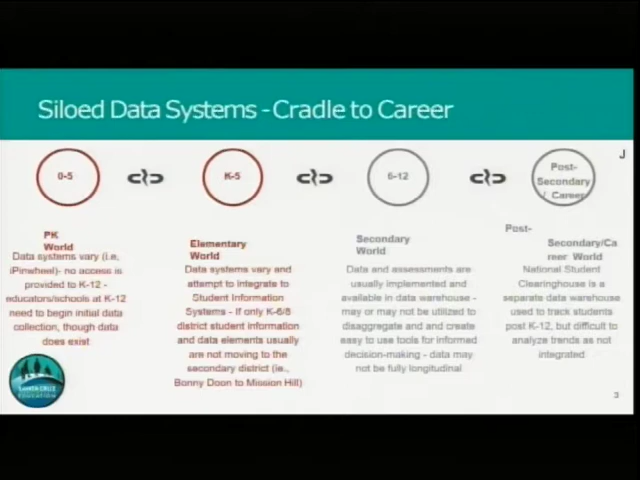 Siloed Data Systems - Cradle to Career
J
0-5
K-5
6-12
Post-
Secondary
/ Career
PK
World
Data systems vary (i.e,
iPinwheel)- no access is
provided to K-12 -
educators/schools at K-12
need to begin initial data
collection, though data
does exist
Elementary
World
Data systems vary and
attempt to integrate to
Student Information
Systems - if only K-6/8
district student information
and data elements usually
are not moving to the
secondary district (ie.,
Bonny Doon to Mission Hill)
Secondary
World
Data and assessments are
usually implemented and
available in data warehouse -
may or may not be utilized to
disaggregate and and create
easy to use tools for informed
decision-making - data may
not be fully longitudinal
Post-
Secondary/Ca
reer World
National Student
Clearinghouse is a
separate data warehouse
used to track students
post K-12, but difficult to
analyze trends as not
integrated
SANTA CRUZ
EDUCATION
3